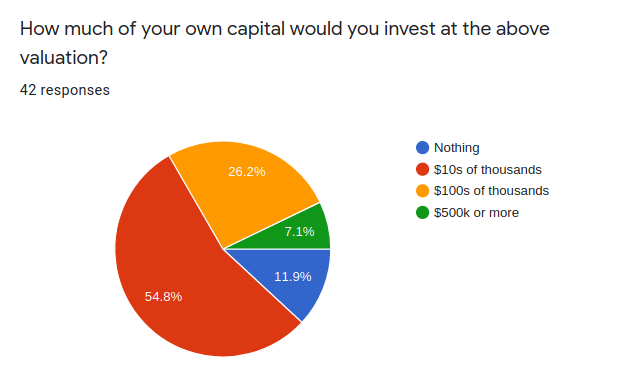 How much of your own capital would you invest at the above
valuation?
42 responses
Nothing
$10s of thousands
$100s of thousands
$500k or more
26.2%
7.1%
11.9%
54.8%